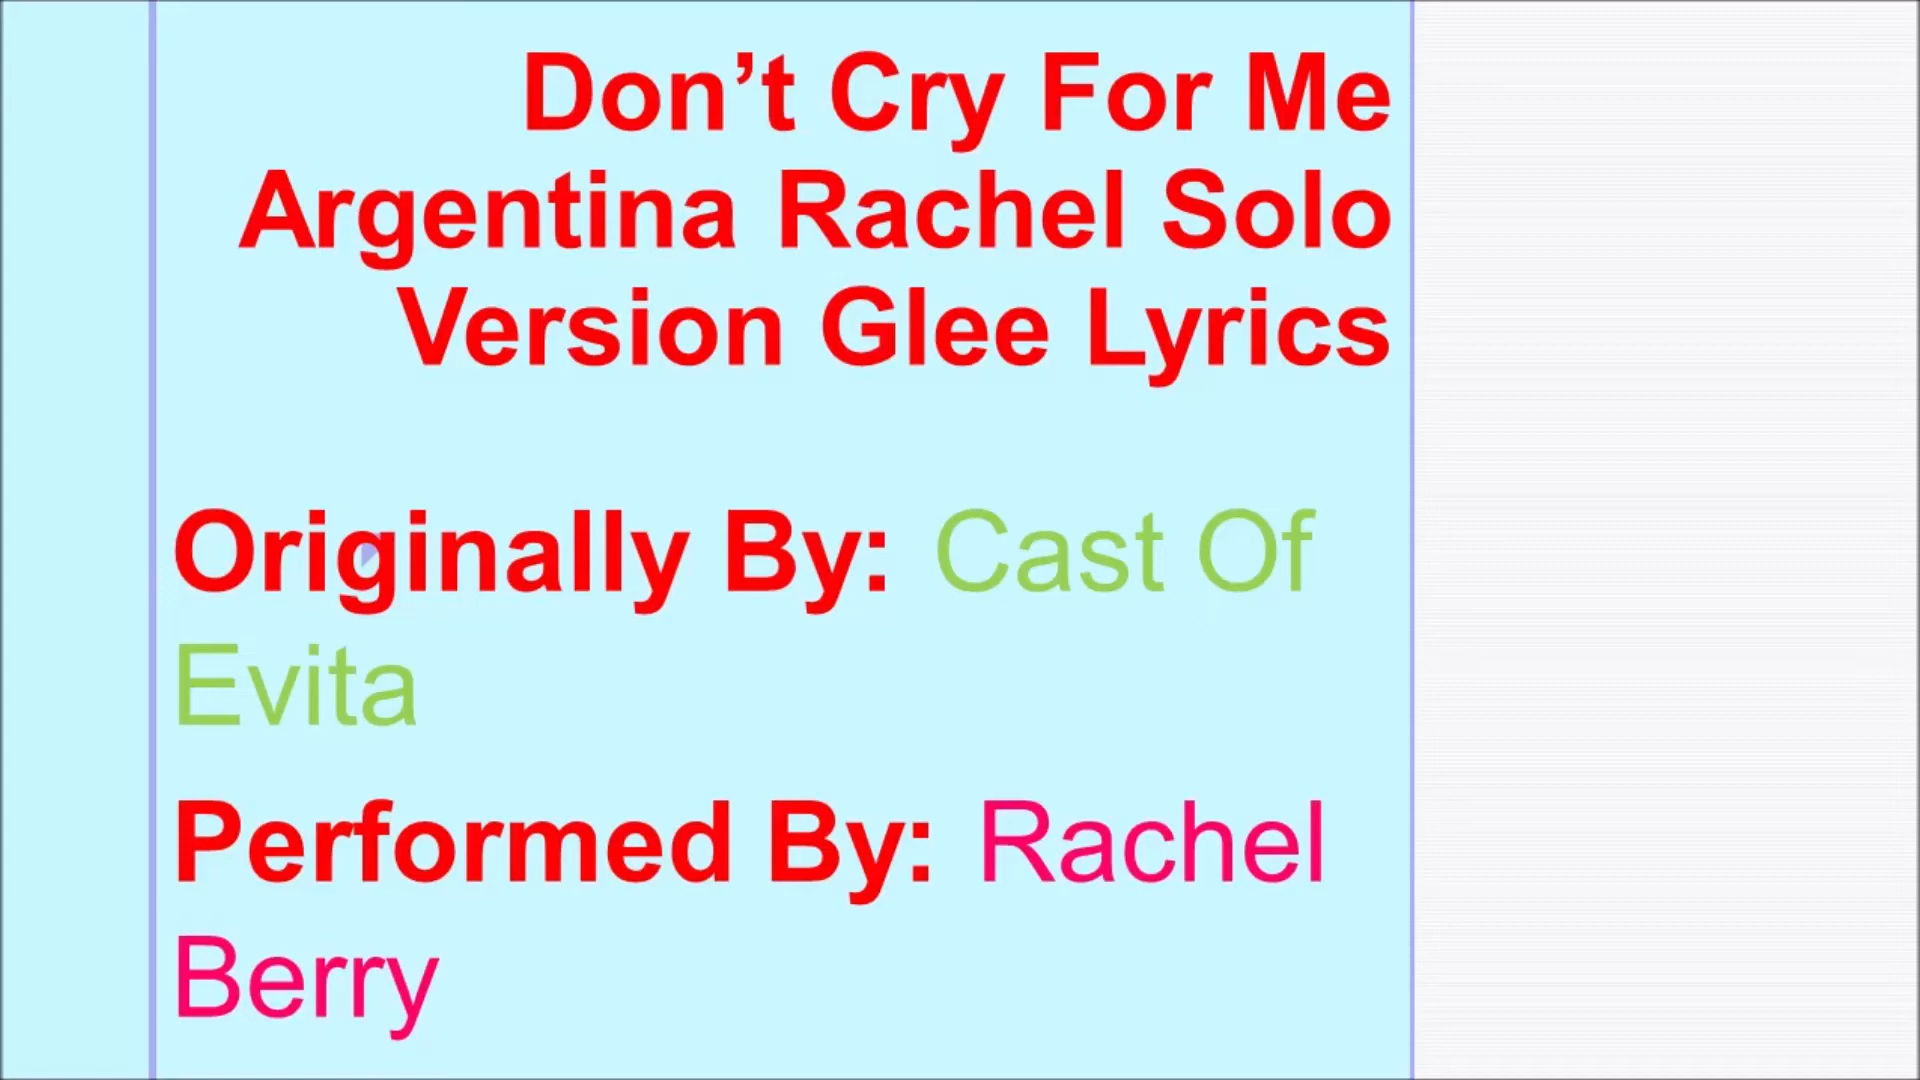 Don’t Cry For Me
Argentina Rachel Solo
Version Glee Lyrics
Originally By: Cast Of
Evita
Performed By: Rachel
Berry